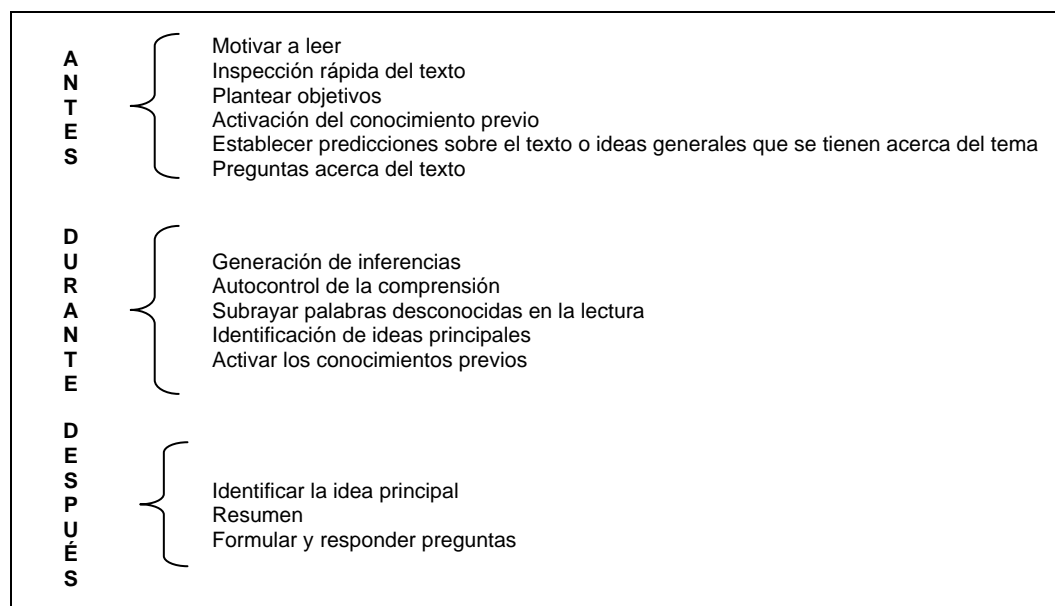 ANTES
Motivar a leer
Inspección rápida del texto
Plantear objetivos
Activación del conocimiento previo
Establecer predicciones sobre el texto o ideas generales que se tienen acerca del tema
Preguntas acerca del texto
DURANTE
Generación de inferencias
Autocontrol de la comprensión
Subrayar palabras desconocidas en la lectura
Identificación de ideas principales
Activar los conocimientos previos
DESPUÉS
Identificar la idea principal
Resumen
Formular y responder preguntas